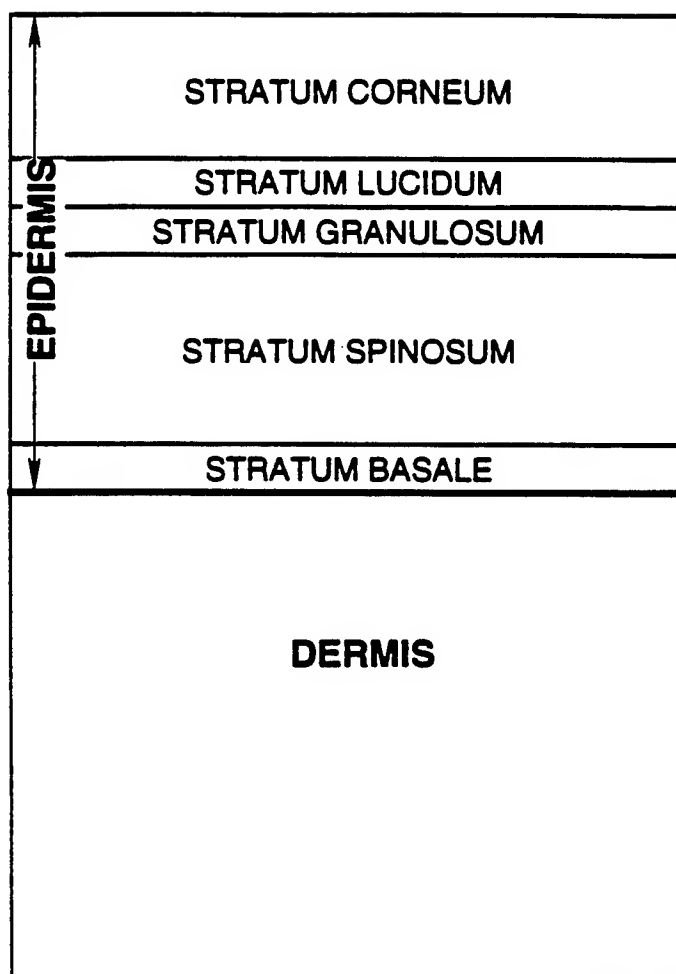 STRATUM CORNEUM
STRATUM LUCIDUM
STRATUM GRANULOSUM
EPIDERMIS
STRATUM SPINOSUM
STRATUM BASALE
DERMIS